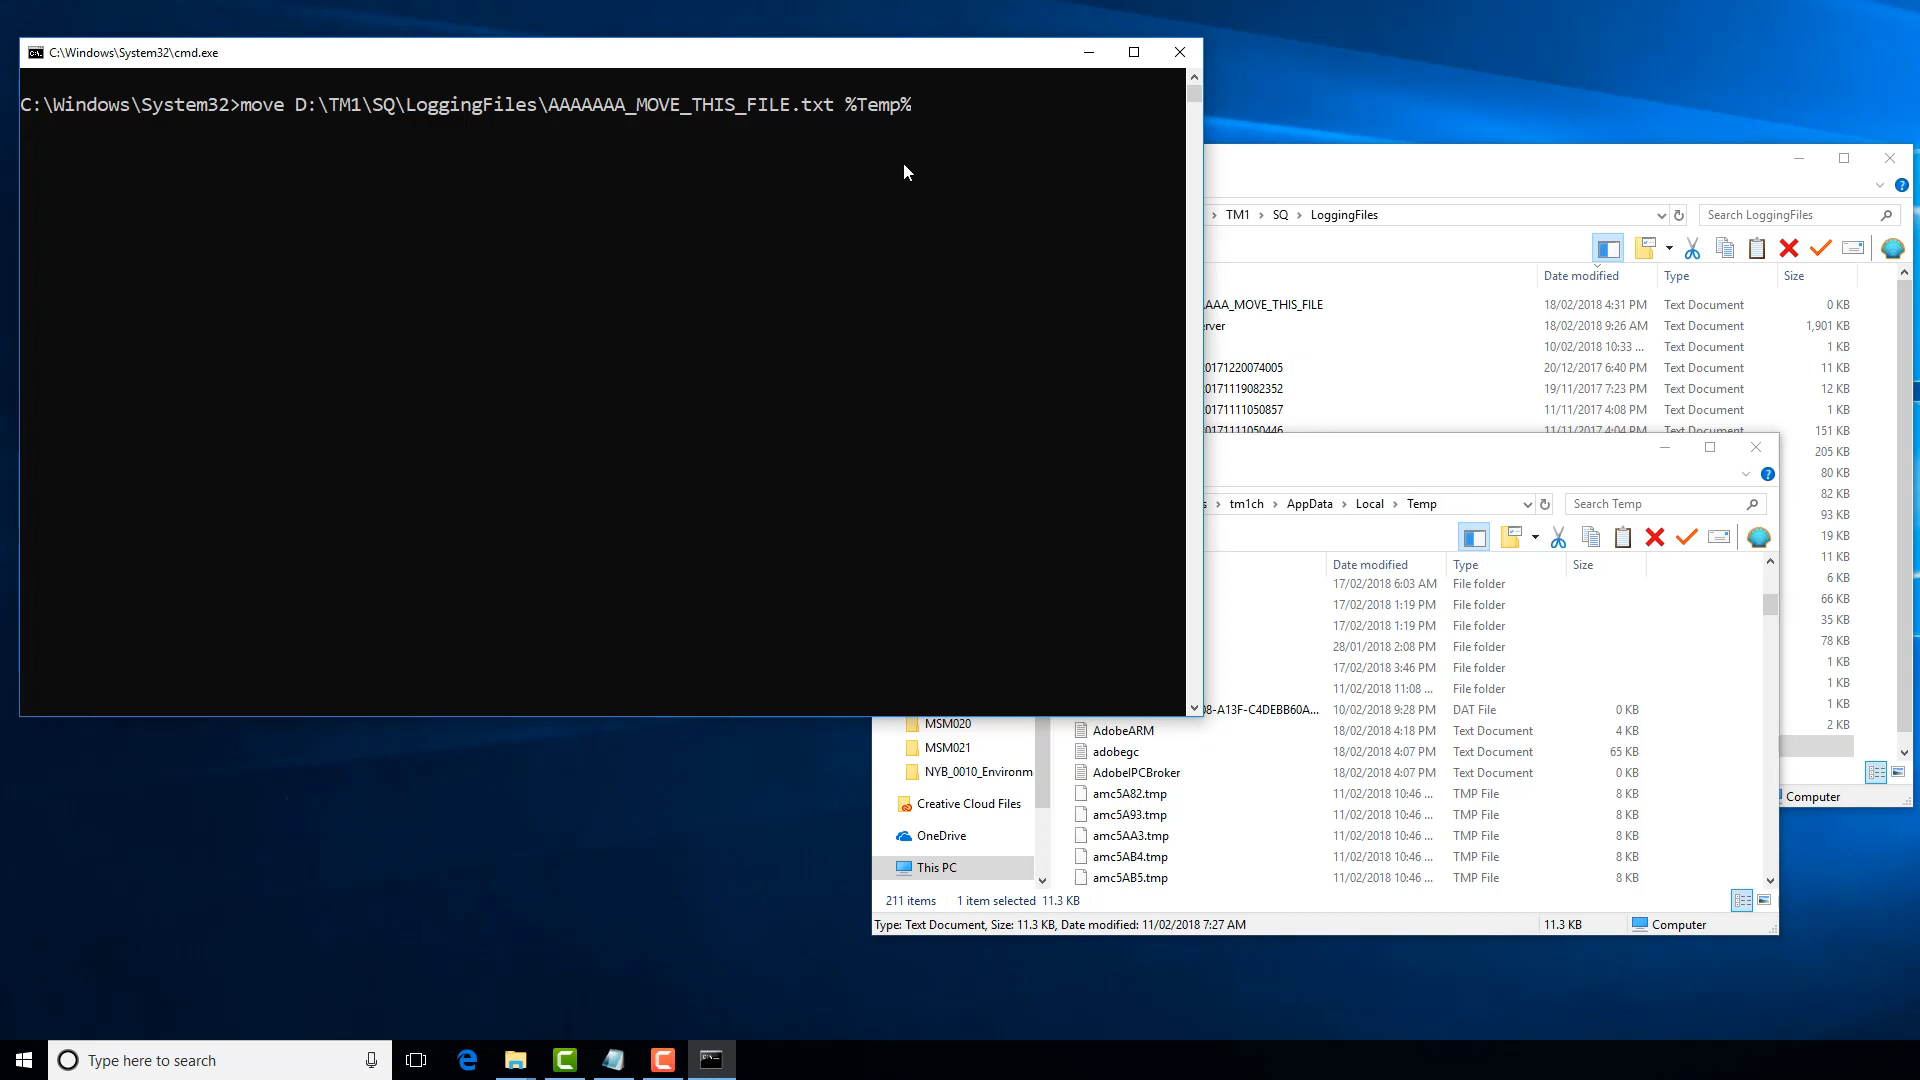 C:\Windows\System32\cmd.exe
C:\Windows\System32>move D:\TM1\SQ\LoggingFiles\AAAAAAA_MOVE_THIS_FILE.txt %Temp%
TM1 SQ LoggingFiles Search LoggingFiles
Date modified Type Size
AAA_MOVE_THIS_FILE 18/02/2018 4:31 PM Text Document 0 KB
erver 18/02/2018 9:26 AM Text Document 1,901 KB
10/02/2018 10:33 ... Text Document 1 KB
0171220074005 20/12/2017 6:40 PM Text Document 11 KB
0171119082352 19/11/2017 7:23 PM Text Document 12 KB
0171111050857 11/11/2017 4:08 PM Text Document 1 KB
0171111050446 11/11/2017 4:04 PM Text Document 151 KB
205 KB
80 KB
82 KB
93 KB
19 KB
11 KB
6 KB
66 KB
35 KB
78 KB
1 KB
1 KB
1 KB
2 KB
Computer
s tm1ch AppData Local Temp Search Temp
Date modified Type Size
17/02/2018 6:03 AM File folder
17/02/2018 1:19 PM File folder
17/02/2018 1:19 PM File folder
28/01/2018 2:08 PM File folder
17/02/2018 3:46 PM File folder
11/02/2018 11:08 ... File folder
08-A13F-C4DEBB60A... 10/02/2018 9:28 PM DAT File 0 KB
AdobeARM 18/02/2018 4:18 PM Text Document 4 KB
adobegc 18/02/2018 4:07 PM Text Document 65 KB
AdobeIPCBroker 18/02/2018 4:07 PM Text Document 0 KB
amc5A82.tmp 11/02/2018 10:46 ... TMP File 8 KB
amc5A93.tmp 11/02/2018 10:46 ... TMP File 8 KB
amc5AA3.tmp 11/02/2018 10:46 ... TMP File 8 KB
amc5AB4.tmp 11/02/2018 10:46 ... TMP File 8 KB
amc5AB5.tmp 11/02/2018 10:46 ... TMP File 8 KB
MSM020
MSM021
NYB_0010_Environm
Creative Cloud Files
OneDrive
This PC
211 items 1 item selected 11.3 KB
Type: Text Document, Size: 11.3 KB, Date modified: 11/02/2018 7:27 AM 11.3 KB Computer
Type here to search